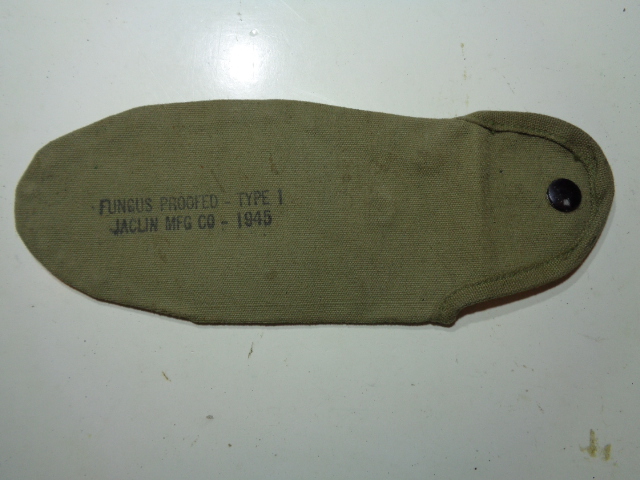 FUNGUS PROOFED - TYPE I
JACLIN MFG CO - 1945